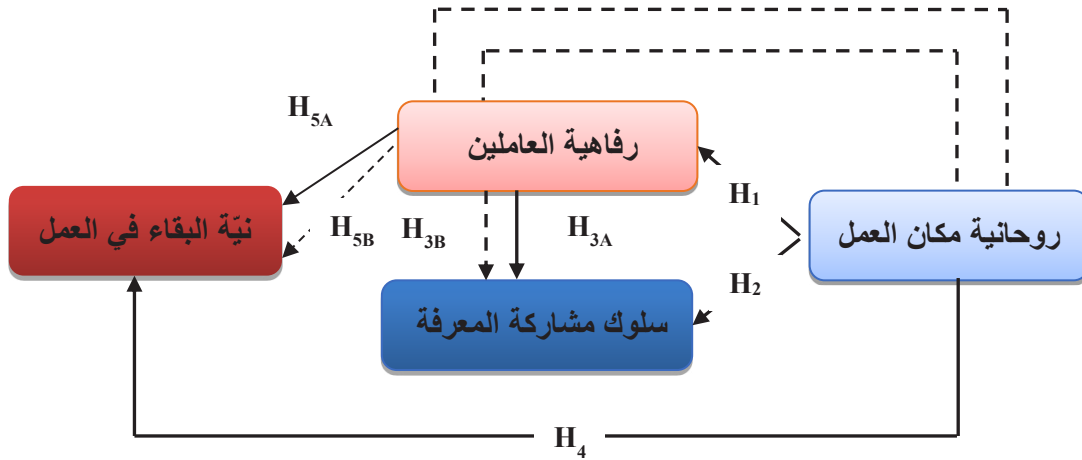 H5A
رفاهية العاملين
H1
روحانية مكان العمل
نيّة البقاء في العمل
H5B
H3B
H3A
H2
سلوك مشاركة المعرفة
H4